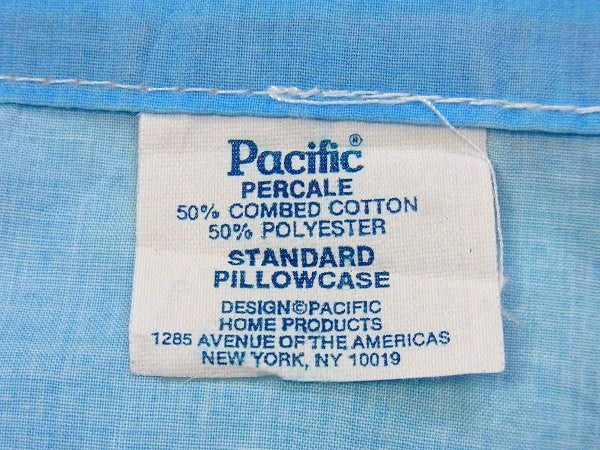 Pacific®
PERCALE
50% COMBED COTTON
50% POLYESTER
STANDARD
PILLOWCASE
DESIGN©PACIFIC
HOME PRODUCTS
1285 AVENUE OF THE AMERICAS
NEW YORK, NY 10019